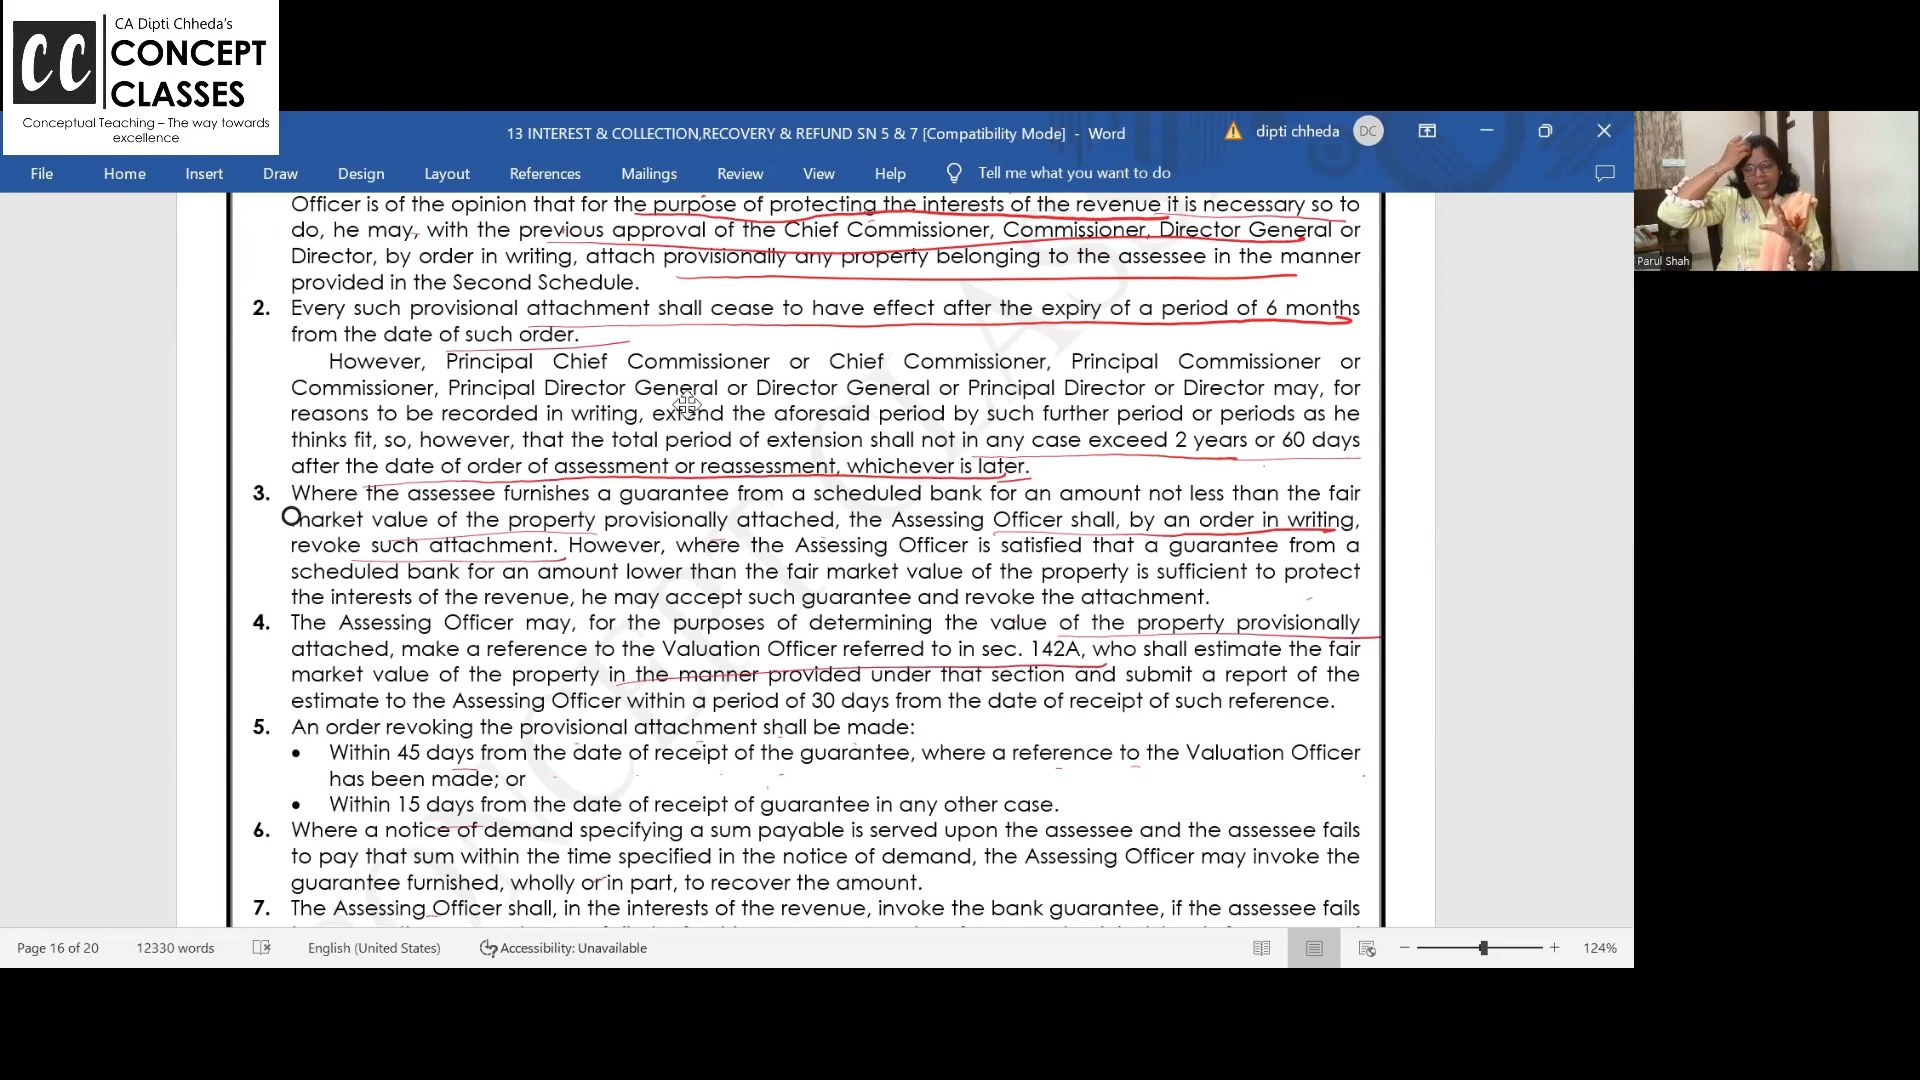 CA Dipti Chheda's
CONCEPT
CLASSES
CC
Conceptual Teaching – The way towards
excellence
13 INTEREST & COLLECTION,RECOVERY & REFUND SN 5 & 7 [Compatibility Mode] - Word
dipti chheda
DC
File Home Insert Draw Design Layout References Mailings Review View Help Tell me what you want to do
Parul Shah
Officer is of the opinion that for the purpose of protecting the interests of the revenue it is necessary so to
do, he may, with the previous approval of the Chief Commissioner, Commissioner, Director General or
Director, by order in writing, attach provisionally any property belonging to the assessee in the manner
provided in the Second Schedule.
2. Every such provisional attachment shall cease to have effect after the expiry of a period of 6 months
from the date of such order.
However, Principal Chief Commissioner or Chief Commissioner, Principal Commissioner or
Commissioner, Principal Director General or Director General or Principal Director or Director may, for
reasons to be recorded in writing, extend the aforesaid period by such further period or periods as he
thinks fit, so, however, that the total period of extension shall not in any case exceed 2 years or 60 days
after the date of order of assessment or reassessment, whichever is later.
3. Where the assessee furnishes a guarantee from a scheduled bank for an amount not less than the fair
market value of the property provisionally attached, the Assessing Officer shall, by an order in writing,
revoke such attachment. However, where the Assessing Officer is satisfied that a guarantee from a
scheduled bank for an amount lower than the fair market value of the property is sufficient to protect
the interests of the revenue, he may accept such guarantee and revoke the attachment.
4. The Assessing Officer may, for the purposes of determining the value of the property provisionally
attached, make a reference to the Valuation Officer referred to in sec. 142A, who shall estimate the fair
market value of the property in the manner provided under that section and submit a report of the
estimate to the Assessing Officer within a period of 30 days from the date of receipt of such reference.
5. An order revoking the provisional attachment shall be made:
• Within 45 days from the date of receipt of the guarantee, where a reference to the Valuation Officer
has been made; or
• Within 15 days from the date of receipt of guarantee in any other case.
6. Where a notice of demand specifying a sum payable is served upon the assessee and the assessee fails
to pay that sum within the time specified in the notice of demand, the Assessing Officer may invoke the
guarantee furnished, wholly or in part, to recover the amount.
7. The Assessing Officer shall, in the interests of the revenue, invoke the bank guarantee, if the assessee fails
Page 16 of 20 12330 words English (United States) Accessibility: Unavailable 124%